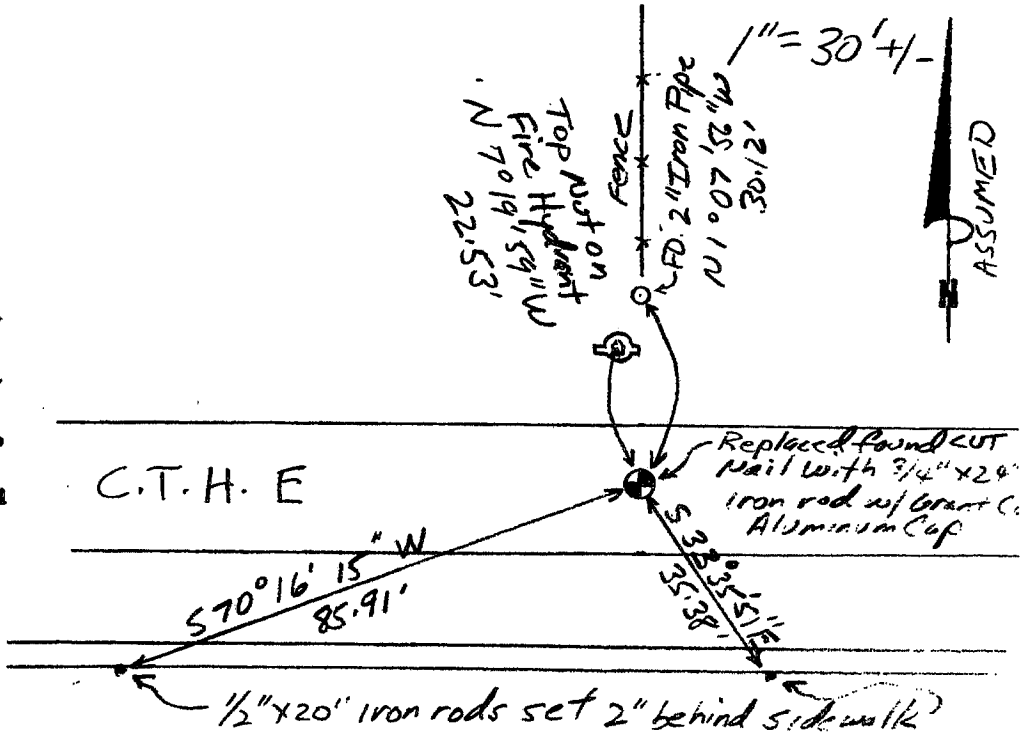 1"= 30' +/-
Top Nut on
Fire Hydrant
N 7°19'59"W
22.53'
Fence
FD. 2" Iron Pipe
N 1°07'52"W
30.12'
ASSUMED
N
C.T.H. E
Replaced found cut
Nail with 3/4" x 24"
iron rod w/ Grant Co
Aluminum Cap
S 70°16' 15" W
85.91'
S 33°35'51"E
35.38'
1/2"x20" iron rods set 2" behind sidewalk